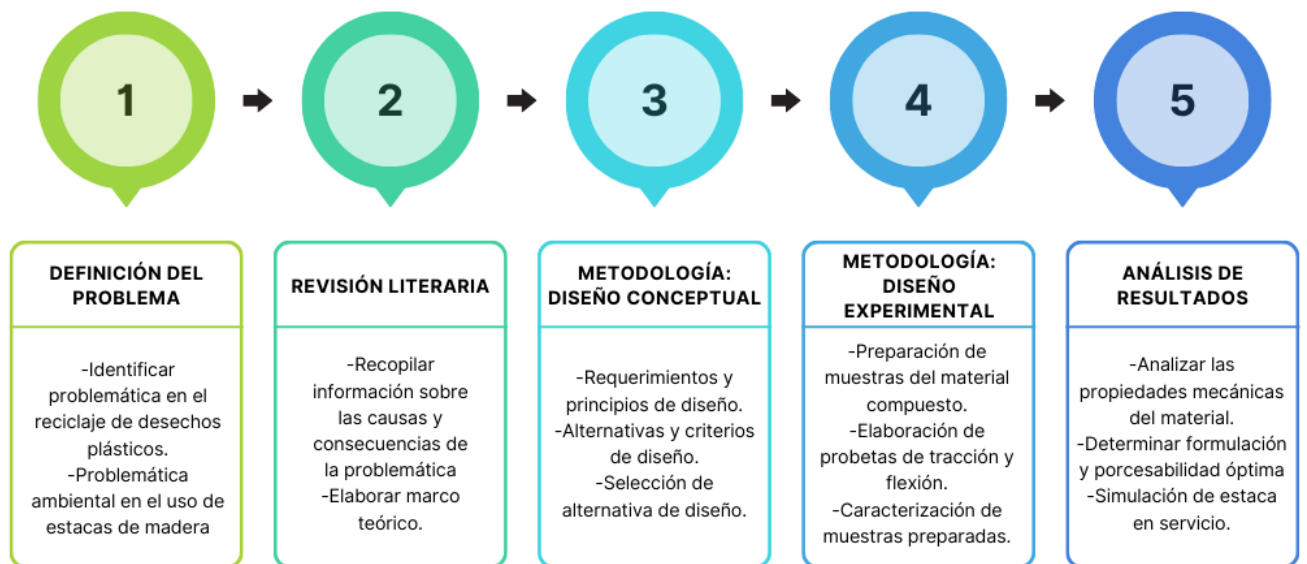 1
2
3
4
5
DEFINICIÓN DEL
PROBLEMA
-Identificar
problemática en el
reciclaje de desechos
plásticos.
-Problemática
ambiental en el uso de
estacas de madera
REVISIÓN LITERARIA
-Recopilar
información sobre
las causas y
consecuencias de
la problemática
-Elaborar marco
teórico.
METODOLOGÍA:
DISEÑO CONCEPTUAL
-Requerimientos y
principios de diseño.
-Alternativas y criterios
de diseño.
-Selección de
alternativa de diseño.
METODOLOGÍA:
DISEÑO
EXPERIMENTAL
-Preparación de
muestras del material
compuesto.
-Elaboración de
probetas de tracción y
flexión.
-Caracterización de
muestras preparadas.
ANÁLISIS DE
RESULTADOS
-Analizar las
propiedades mecánicas
del material.
-Determinar formulación
y porcesabilidad óptima
-Simulación de estaca
en servicio.